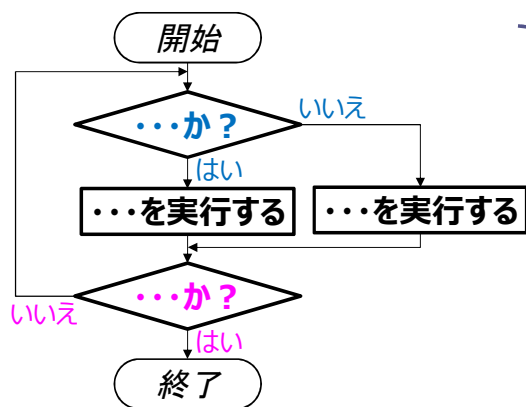 開始
・・・か？
いいえ
はい
・・・を実行する
・・・を実行する
・・・か？
いいえ
はい
終了